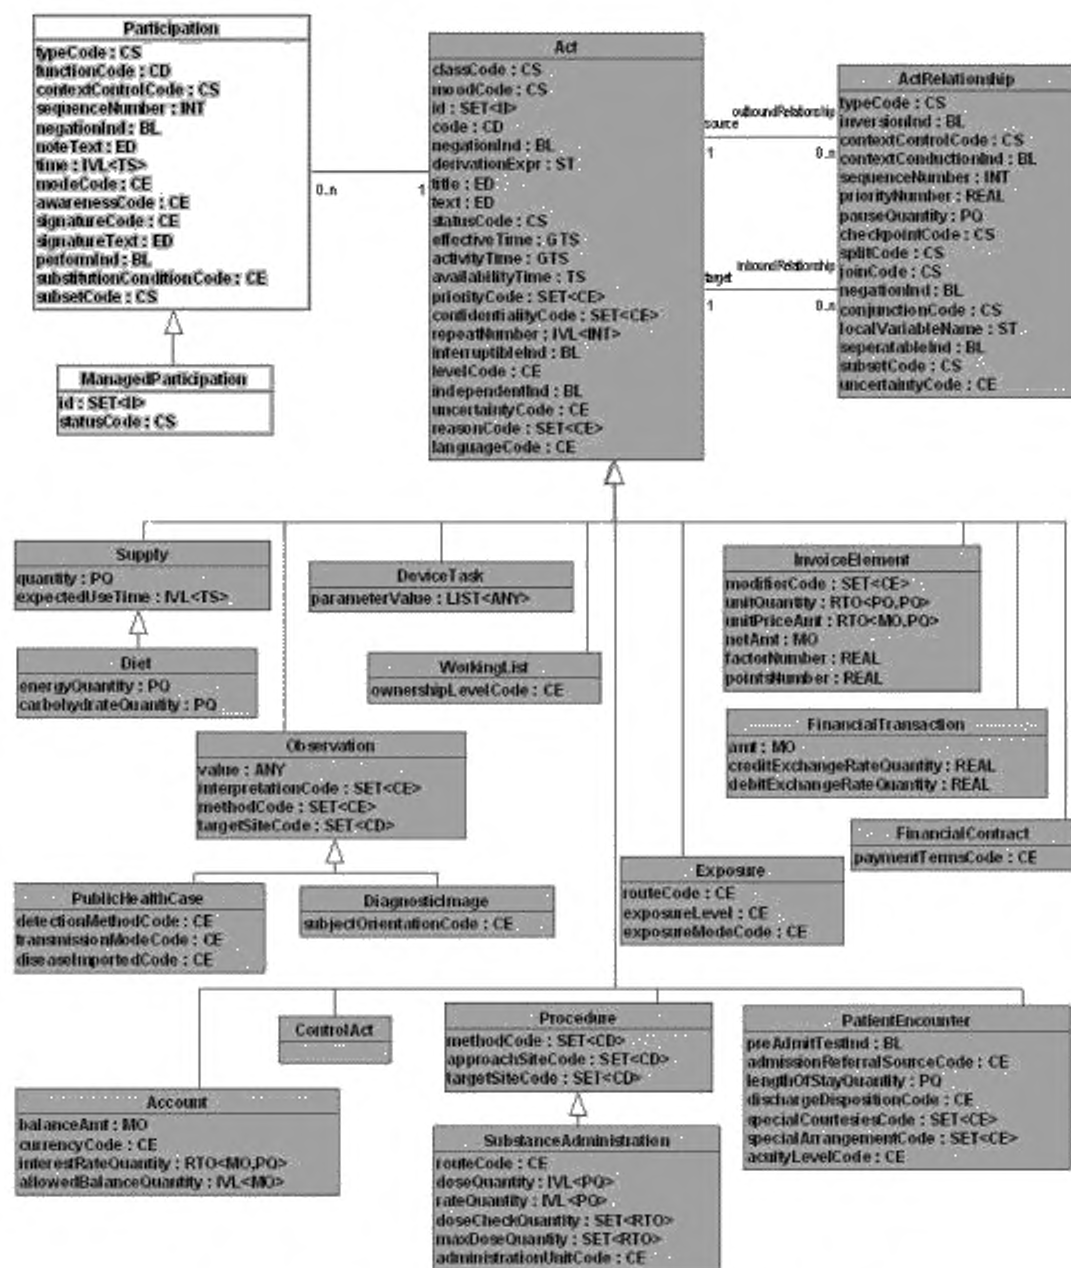 Participation
typeCode : CS
functionCode : CD
contextControlCode : CS
sequenceNumber : INT
negationInd : BL
noteText : ED
time : IVL<TS>
modeCode : CE
awarenessCode : CE
signatureCode : CE
signatureText : ED
performInd : BL
substitutionConditionCode : CE
subsetCode : CS
ManagedParticipation
id : SET<II>
statusCode : CS
0..n
1
Act
classCode : CS
moodCode : CS
id : SET<II>
code : CD
negationInd : BL
derivationExpr : ST
title : ED
text : ED
statusCode : CS
effectiveTime : GTS
activityTime : GTS
availabilityTime : TS
priorityCode : SET<CE>
confidentialityCode : SET<CE>
repeatNumber : IVL<INT>
interruptibleInd : BL
levelCode : CE
independentInd : BL
uncertaintyCode : CE
reasonCode : SET<CE>
languageCode : CE
outboundRelationship
source
1
0..n
inboundRelationship
target
1
0..n
ActRelationship
typeCode : CS
inversionInd : BL
contextControlCode : CS
contextConductionInd : BL
sequenceNumber : INT
priorityNumber : REAL
pauseQuantity : PQ
checkpointCode : CS
splitCode : CS
joinCode : CS
negationInd : BL
conjunctionCode : CS
localVariableName : ST
seperatableInd : BL
subsetCode : CS
uncertaintyCode : CE
Supply
quantity : PQ
expectedUseTime : IVL<TS>
Diet
energyQuantity : PQ
carbohydrateQuantity : PQ
DeviceTask
parameterValue : LIST<ANY>
WorkingList
ownershipLevelCode : CE
InvoiceElement
modifierCode : SET<CE>
unitQuantity : RTO<PQ,PQ>
unitPriceAmt : RTO<MO,PQ>
netAmt : MO
factorNumber : REAL
pointsNumber : REAL
Observation
value : ANY
interpretationCode : SET<CE>
methodCode : SET<CE>
targetSiteCode : SET<CD>
FinancialTransaction
amt : MO
creditExchangeRateQuantity : REAL
debitExchangeRateQuantity : REAL
FinancialContract
paymentTermsCode : CE
PublicHealthCase
detectionMethodCode : CE
transmissionModeCode : CE
diseaseImportedCode : CE
DiagnosticImage
subjectOrientationCode : CE
Exposure
routeCode : CE
exposureLevel : CE
exposureModeCode : CE
ControlAct
Procedure
methodCode : SET<CD>
approachSiteCode : SET<CD>
targetSiteCode : SET<CD>
PatientEncounter
preAdmitTestInd : BL
admissionReferralSourceCode : CE
lengthOfStayQuantity : PQ
dischargeDispositionCode : CE
specialCourtesiesCode : SET<CE>
specialArrangementCode : SET<CE>
acuityLevelCode : CE
Account
balanceAmt : MO
currencyCode : CE
interestRateQuantity : RTO<MO,PQ>
allowedBalanceQuantity : IVL<MO>
SubstanceAdministration
routeCode : CE
doseQuantity : IVL<PQ>
rateQuantity : IVL<PQ>
doseCheckQuantity : SET<RTO>
maxDoseQuantity : SET<RTO>
administrationUnitCode : CE